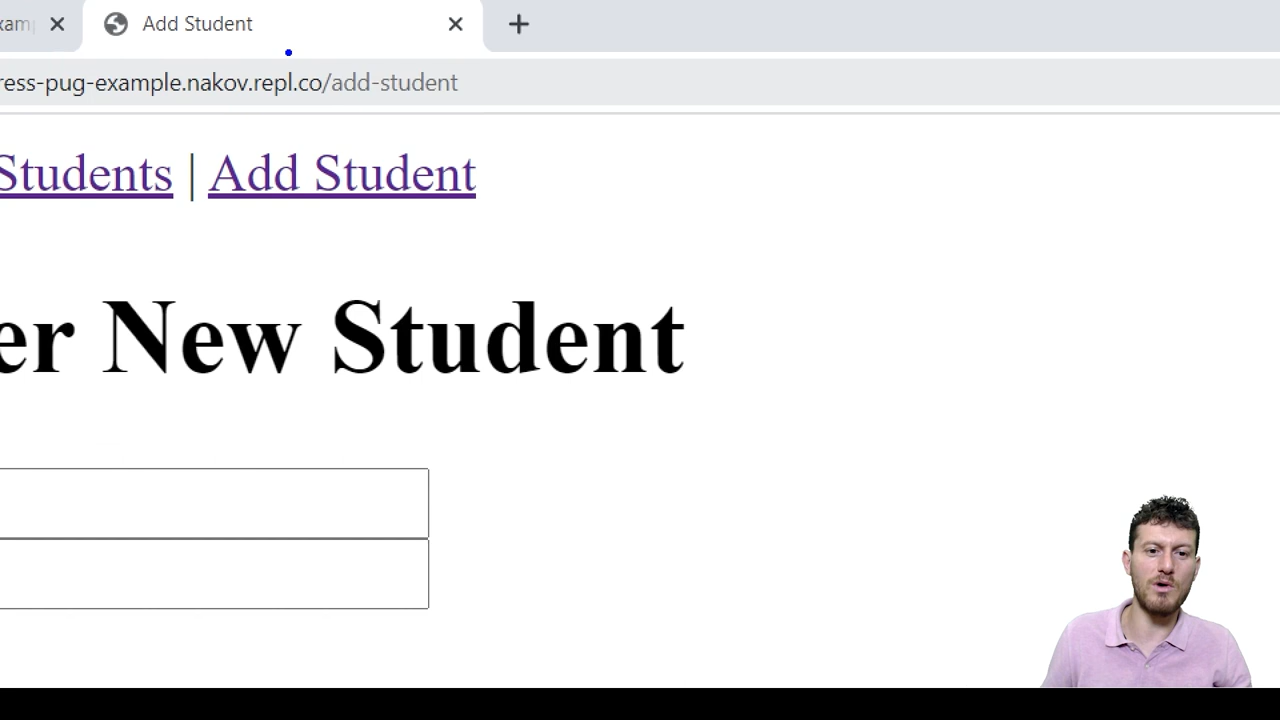 Add Student
ress-pug-example.nakov.repl.co/add-student
Students | Add Student
er New Student